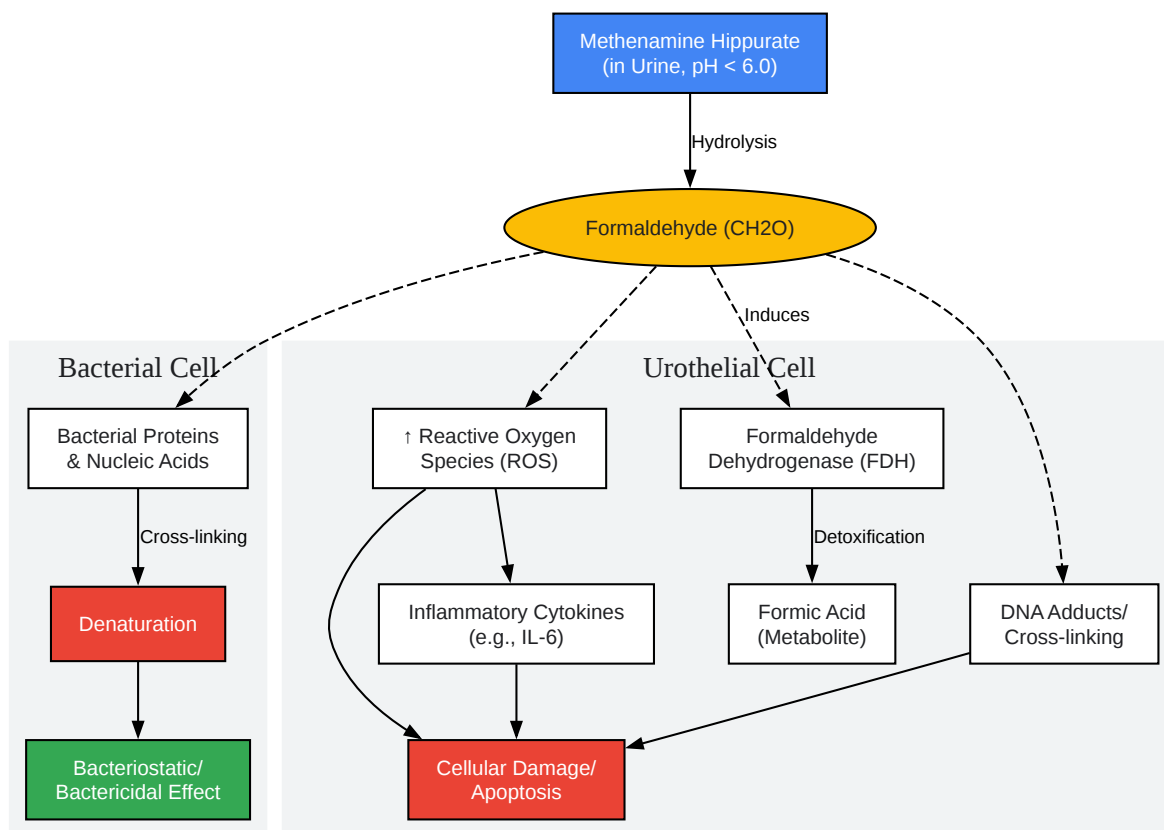 Methenamine Hippurate
(in Urine, pH < 6.0)
Hydrolysis
Formaldehyde (CH2O)
Induces
Bacterial Cell
Urothelial Cell
Bacterial Proteins
& Nucleic Acids
↑ Reactive Oxygen
Species (ROS)
Formaldehyde
Dehydrogenase (FDH)
Cross-linking
Detoxification
Denaturation
Inflammatory Cytokines
(e.g., IL-6)
Formic Acid
(Metabolite)
DNA Adducts/
Cross-linking
Bacteriostatic/
Bactericidal Effect
Cellular Damage/
Apoptosis